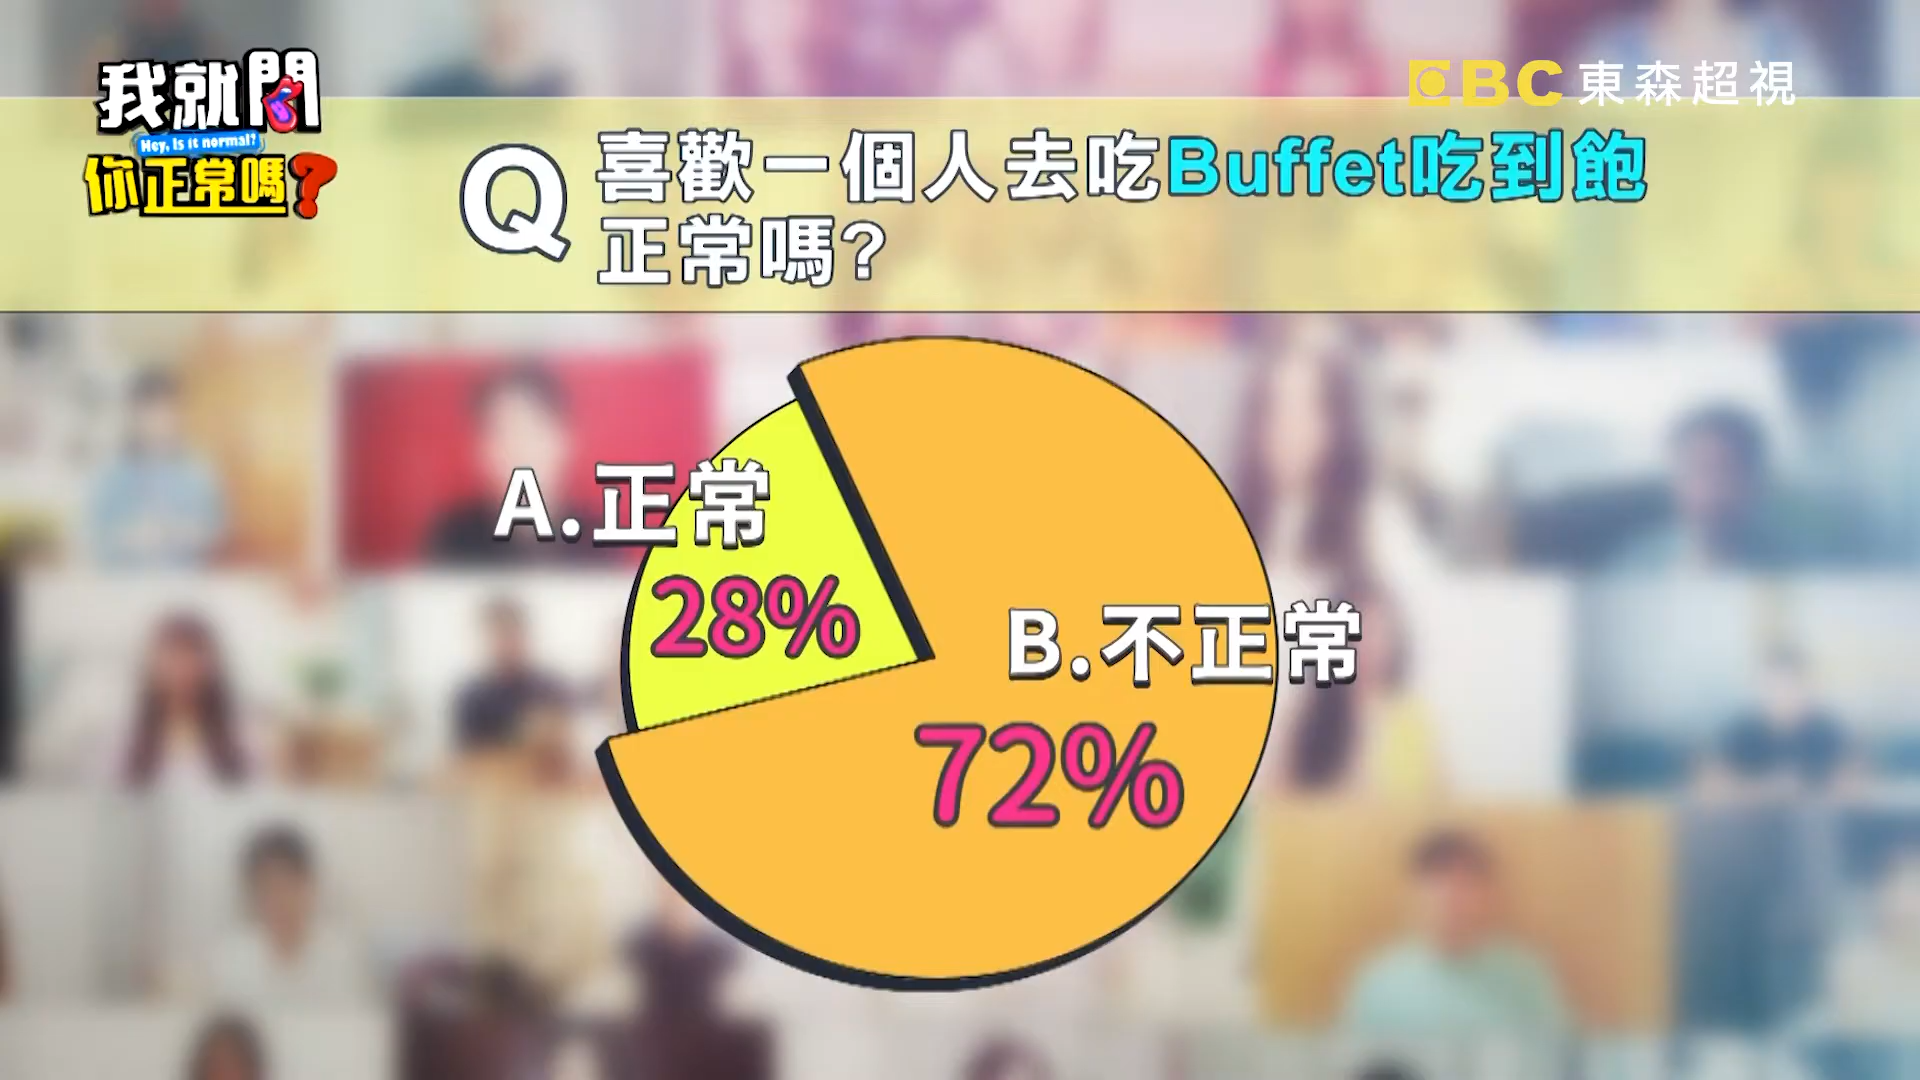 我就問
Hey, is it normal?
你正常嗎?
EBC 東森超視
Q 喜歡一個人去吃Buffet吃到飽
正常嗎?
A.正常
28%
B.不正常
72%